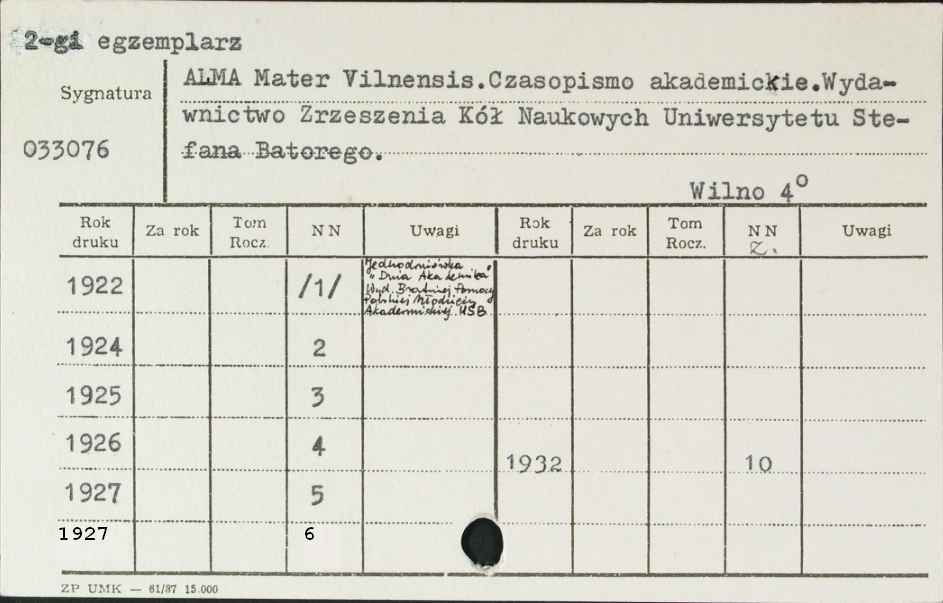 2-gi egzemplarz
Sygnatura
033076
ALMA Mater Vilnensis.Czasopismo akademickie.Wyda-
wnictwo Zrzeszenia Kół Naukowych Uniwersytetu Ste-
fana Batorego.
Wilno 4o
Rok druku Za rok Tom Rocz. NN Uwagi Rok druku Za rok Tom Rocz. NN Z. Uwagi
1922 /1/
Jednodniówka
"Dnia Akademika"
Wyd. Bratniej Pomocy
Polskiej Młodzieży
Akademickiej USB
1924 2
1925 3
1926 4
1932 10
1927 5
1927 6
ZP UMK — 61/87 15.000